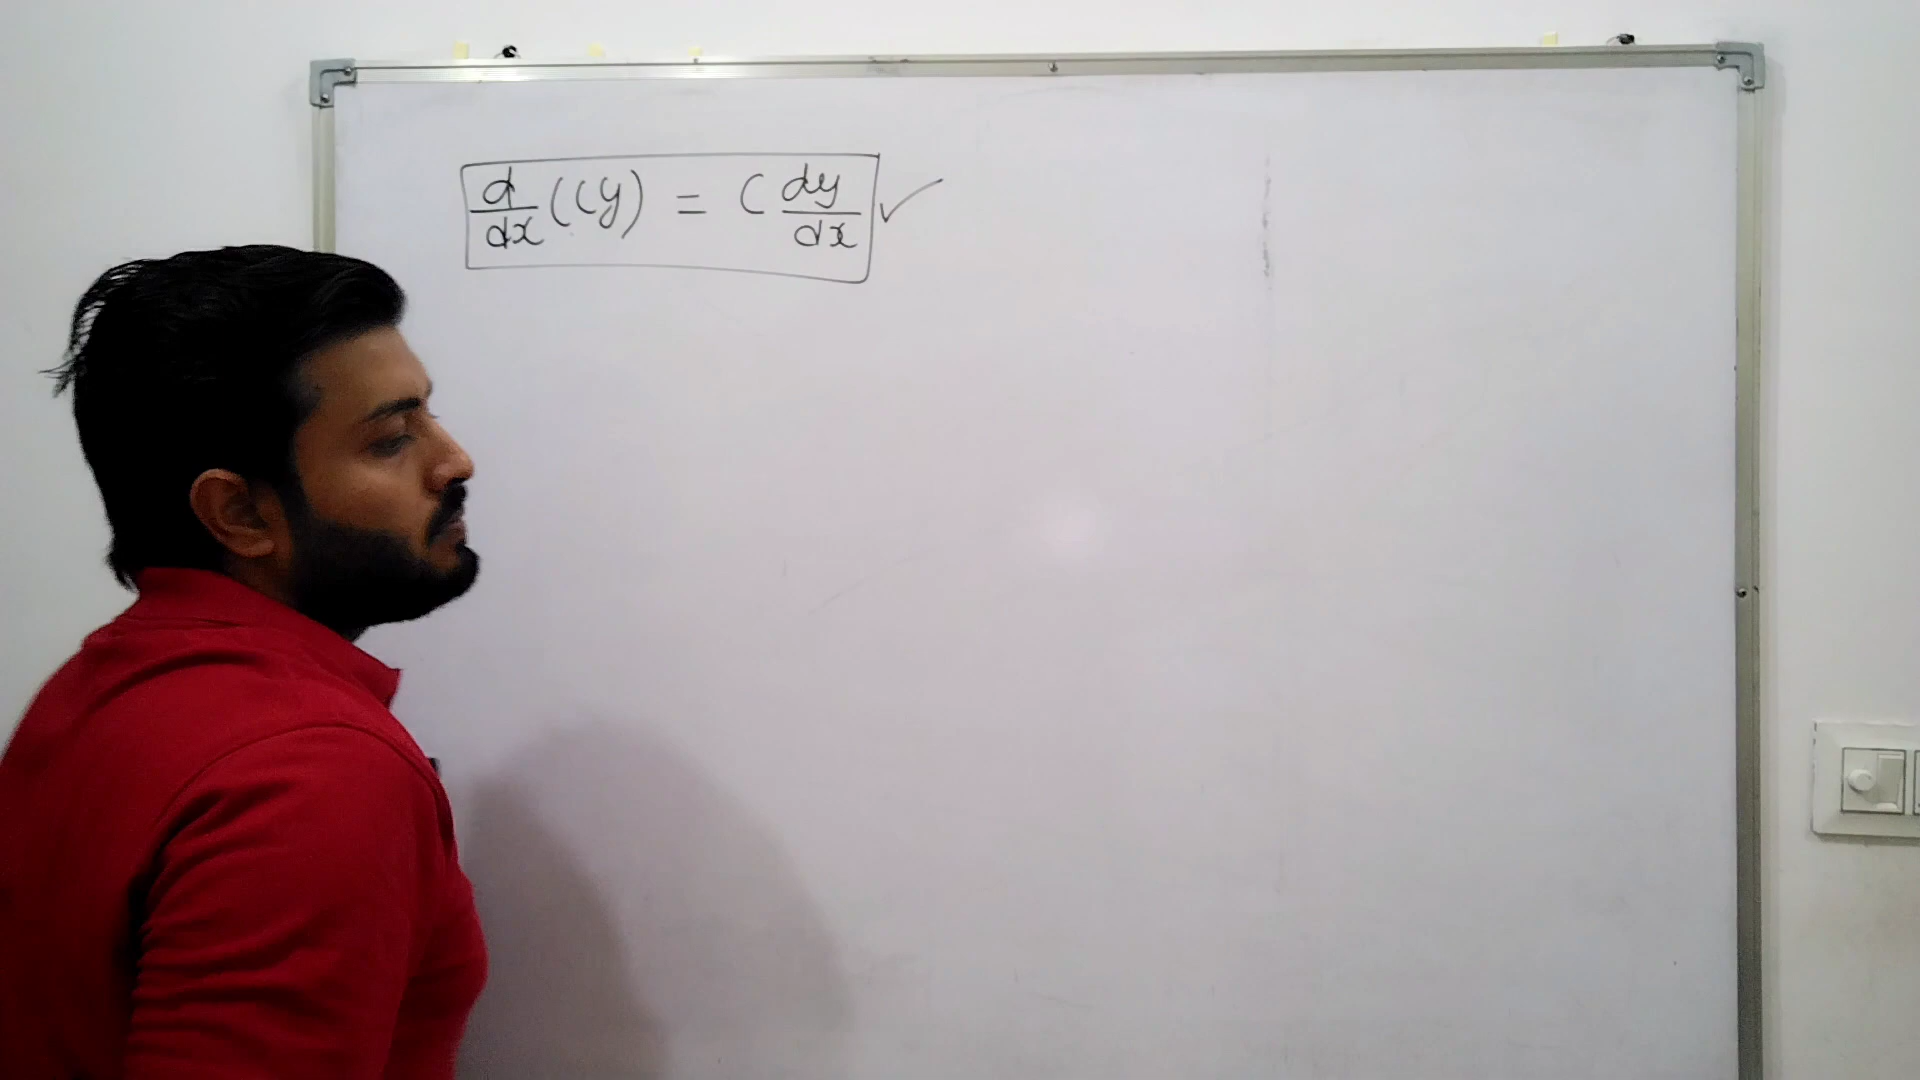 d/dx (Cy) = C dy/dx ✓